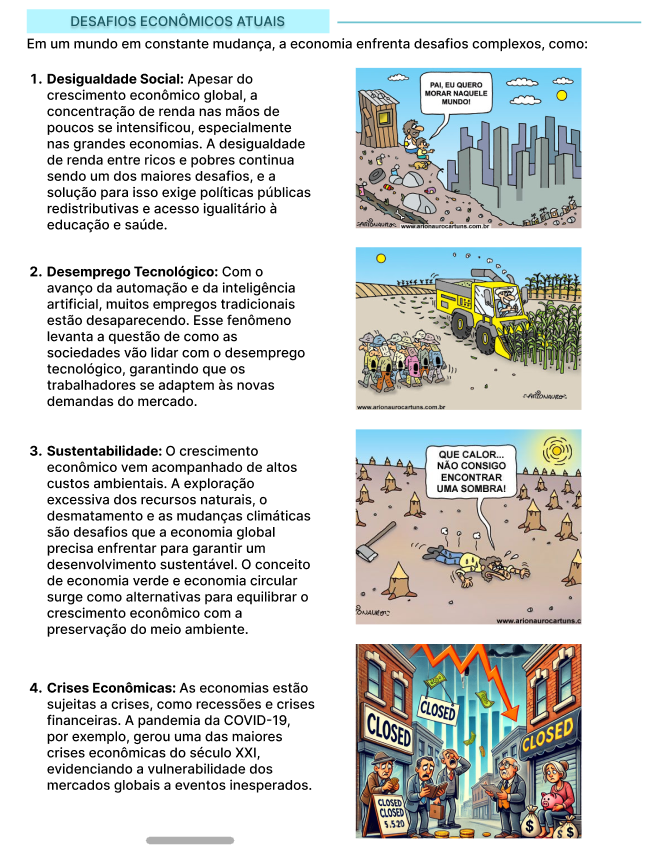 DESAFIOS ECONÔMICOS ATUAIS
Em um mundo em constante mudança, a economia enfrenta desafios complexos, como:
1. Desigualdade Social: Apesar do
crescimento econômico global, a
concentração de renda nas mãos de
poucos se intensificou, especialmente
nas grandes economias. A desigualdade
de renda entre ricos e pobres continua
sendo um dos maiores desafios, e a
solução para isso exige políticas públicas
redistributivas e acesso igualitário à
educação e saúde.
PAI, EU QUERO
MORAR NAQUELE
MUNDO!
ARIONAURO
www.arionaurocartuns.com.br
2. Desemprego Tecnológico: Com o
avanço da automação e da inteligência
artificial, muitos empregos tradicionais
estão desaparecendo. Esse fenômeno
levanta a questão de como as
sociedades vão lidar com o desemprego
tecnológico, garantindo que os
trabalhadores se adaptem às novas
demandas do mercado.
ARIONAURO
www.arionaurocartuns.com.br
3. Sustentabilidade: O crescimento
econômico vem acompanhado de altos
custos ambientais. A exploração
excessiva dos recursos naturais, o
desmatamento e as mudanças climáticas
são desafios que a economia global
precisa enfrentar para garantir um
desenvolvimento sustentável. O conceito
de economia verde e economia circular
surge como alternativas para equilibrar o
crescimento econômico com a
preservação do meio ambiente.
QUE CALOR...
NÃO CONSIGO
ENCONTRAR
UMA SOMBRA!
IONAURO
www.arionaurocartuns.c
4. Crises Econômicas: As economias estão
sujeitas a crises, como recessões e crises
financeiras. A pandemia da COVID-19,
por exemplo, gerou uma das maiores
crises econômicas do século XXI,
evidenciando a vulnerabilidade dos
mercados globais a eventos inesperados.
CLOSED
CLOSED
CLOSED
CLOSED
CLOSED
5.5.20
$
$ $